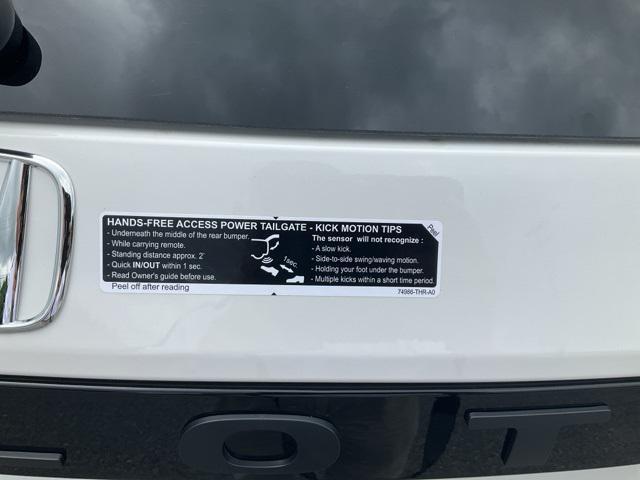 HANDS-FREE ACCESS POWER TAILGATE - KICK MOTION TIPS
- Underneath the middle of the rear bumper.
- While carrying remote.
- Standing distance approx. 2'
- Quick IN/OUT within 1 sec.
- Read Owner's guide before use.
1sec.
The sensor will not recognize :
- A slow kick.
- Side-to-side swing/waving motion.
- Holding your foot under the bumper.
- Multiple kicks within a short time period.
Peel
Peel off after reading
74986-THR-A0
OT